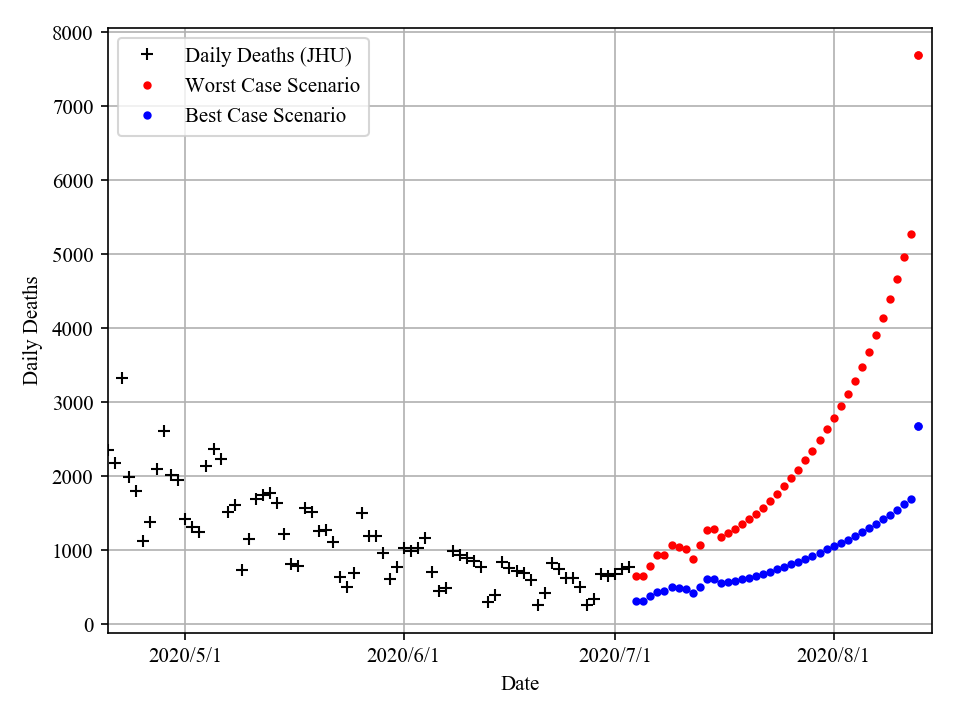 8000
7000
6000
5000
4000
3000
2000
1000
0
Daily Deaths
Daily Deaths (JHU)
Worst Case Scenario
Best Case Scenario
2020/5/1
2020/6/1
2020/7/1
2020/8/1
Date